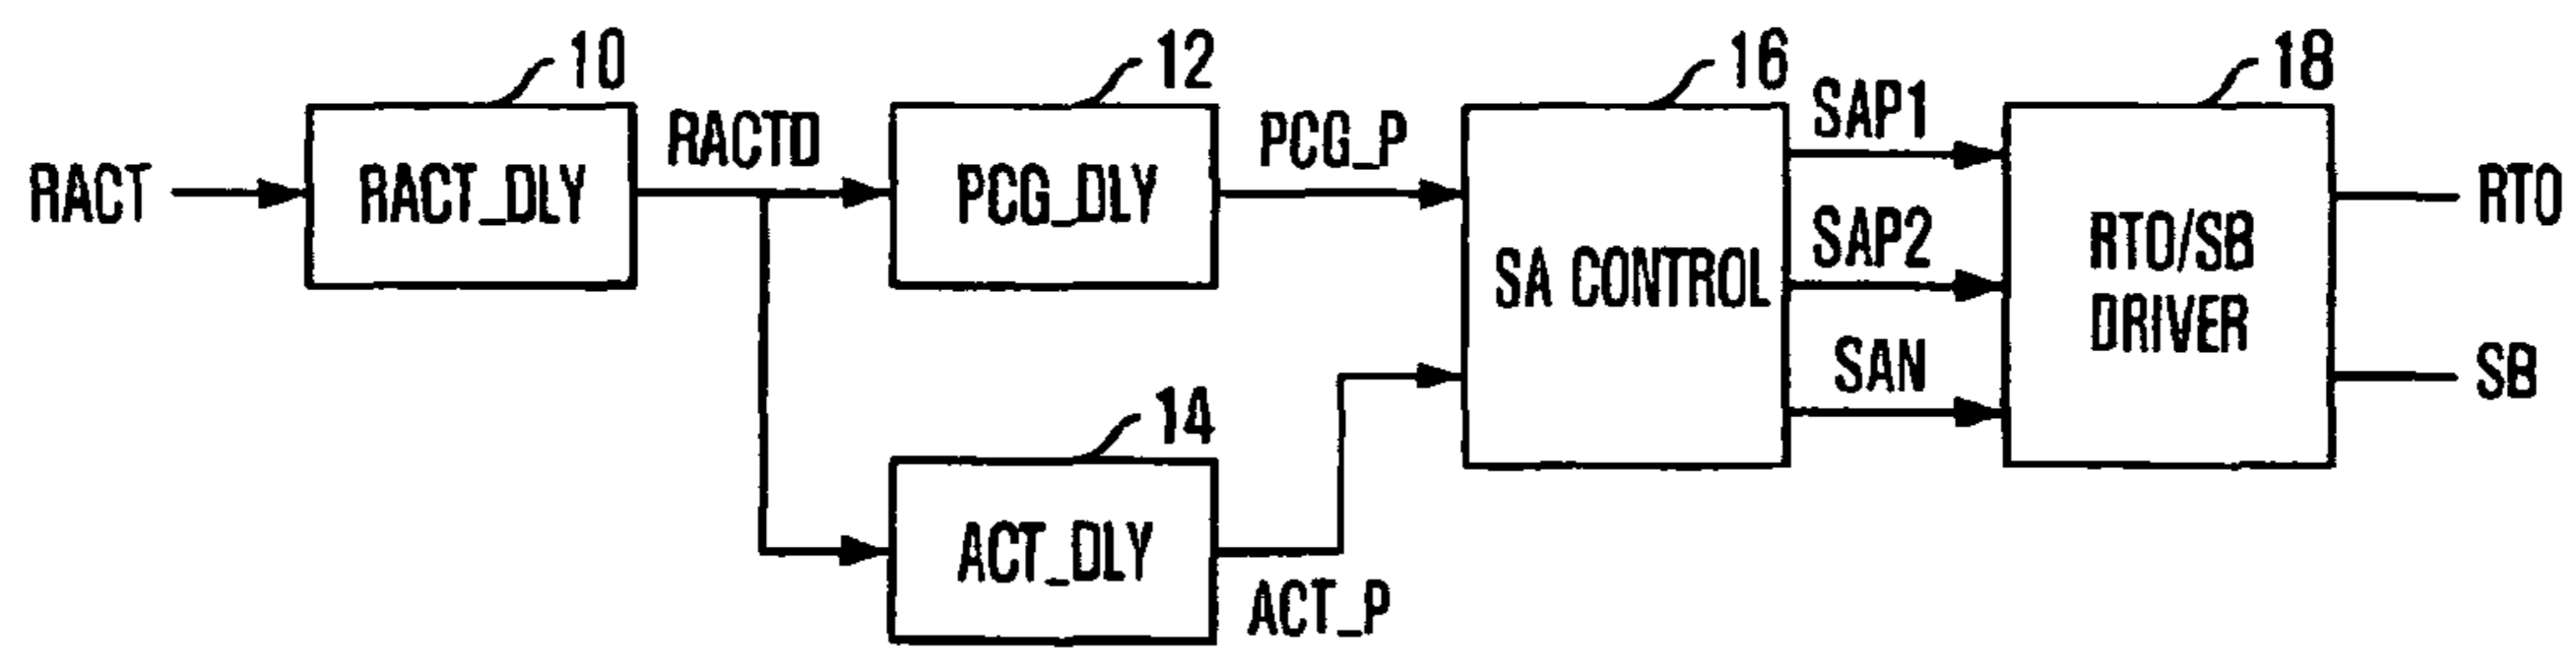 10
12
16
18
RACT
RACT_DLY
RACTD
PCG_DLY
PCG_P
SA CONTROL
SAP1
SAP2
SAN
RTO/SB
DRIVER
RTO
SB
14
ACT_DLY
ACT_P